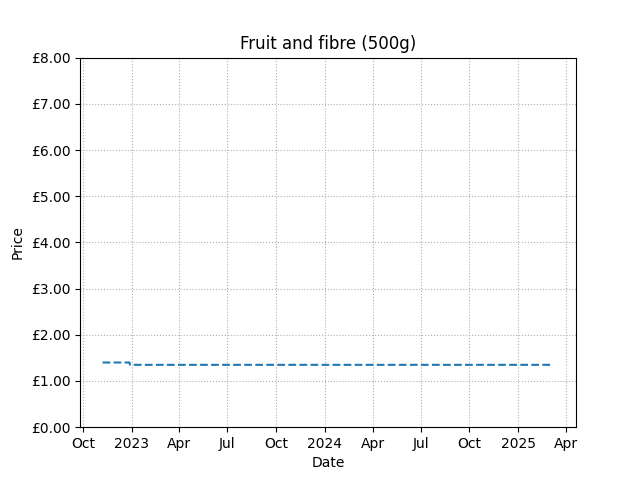 Fruit and fibre (500g)
£8.00
£7.00
£6.00
£5.00
£4.00
£3.00
£2.00
£1.00
£0.00
Price
Oct 2023 Apr Jul Oct 2024 Apr Jul Oct 2025 Apr
Date